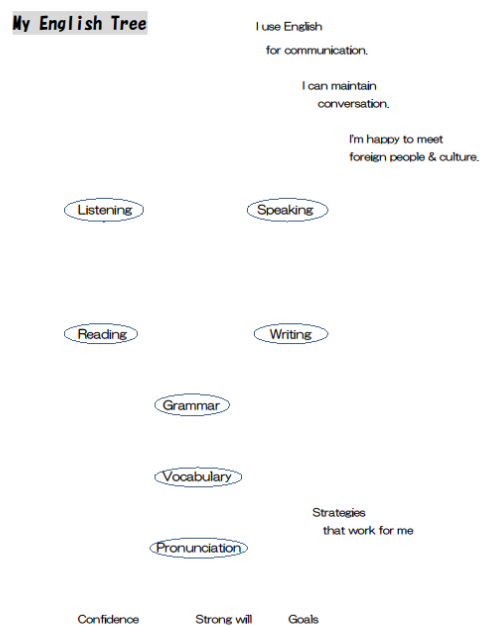 My English Tree
I use English
for communication.
I can maintain
conversation.
I'm happy to meet
foreign people & culture.
Listening
Speaking
Reading
Writing
Grammar
Vocabulary
Strategies
that work for me
Pronunciation
Confidence
Strong will
Goals